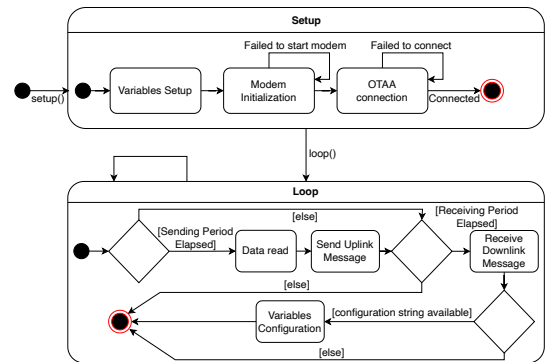 Setup
Failed to start modem
Failed to connect
Variables Setup
Modem
Initialization
OTAA
connection
setup()
Connected
loop()
Loop
[else]
[Receiving Period
Elapsed]
[Sending Period
Elapsed]
Data read
Send Uplink
Message
Receive
Downlink
Message
[else]
Variables
Configuration
[configuration string available]
[else]